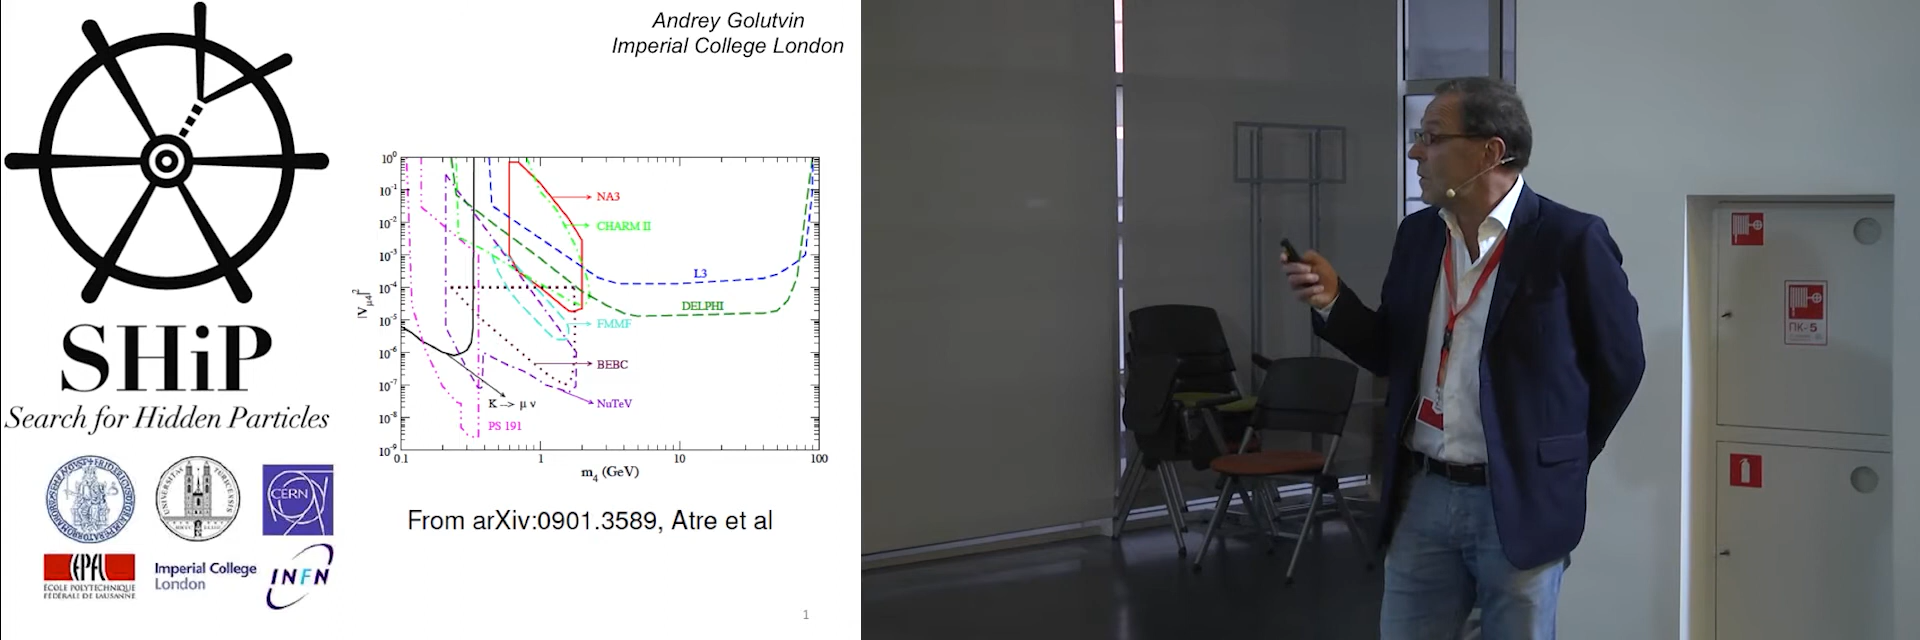 Andrey Golutvin
Imperial College London
SHiP
Search for Hidden Particles
CERN
EPFL
ÉCOLE POLYTECHNIQUE
FÉDÉRALE DE LAUSANNE
Imperial College
London
INFN
|V_μ4|²
10⁰
10⁻¹
10⁻²
10⁻³
10⁻⁴
10⁻⁵
10⁻⁶
10⁻⁷
10⁻⁸
10⁻⁹
NA3
CHARM II
L3
DELPHI
FMMF
BEBC
NuTeV
K --> μ ν
PS 191
0.1 1 10 100
m₄ (GeV)
From arXiv:0901.3589, Atre et al
1
ПК-5